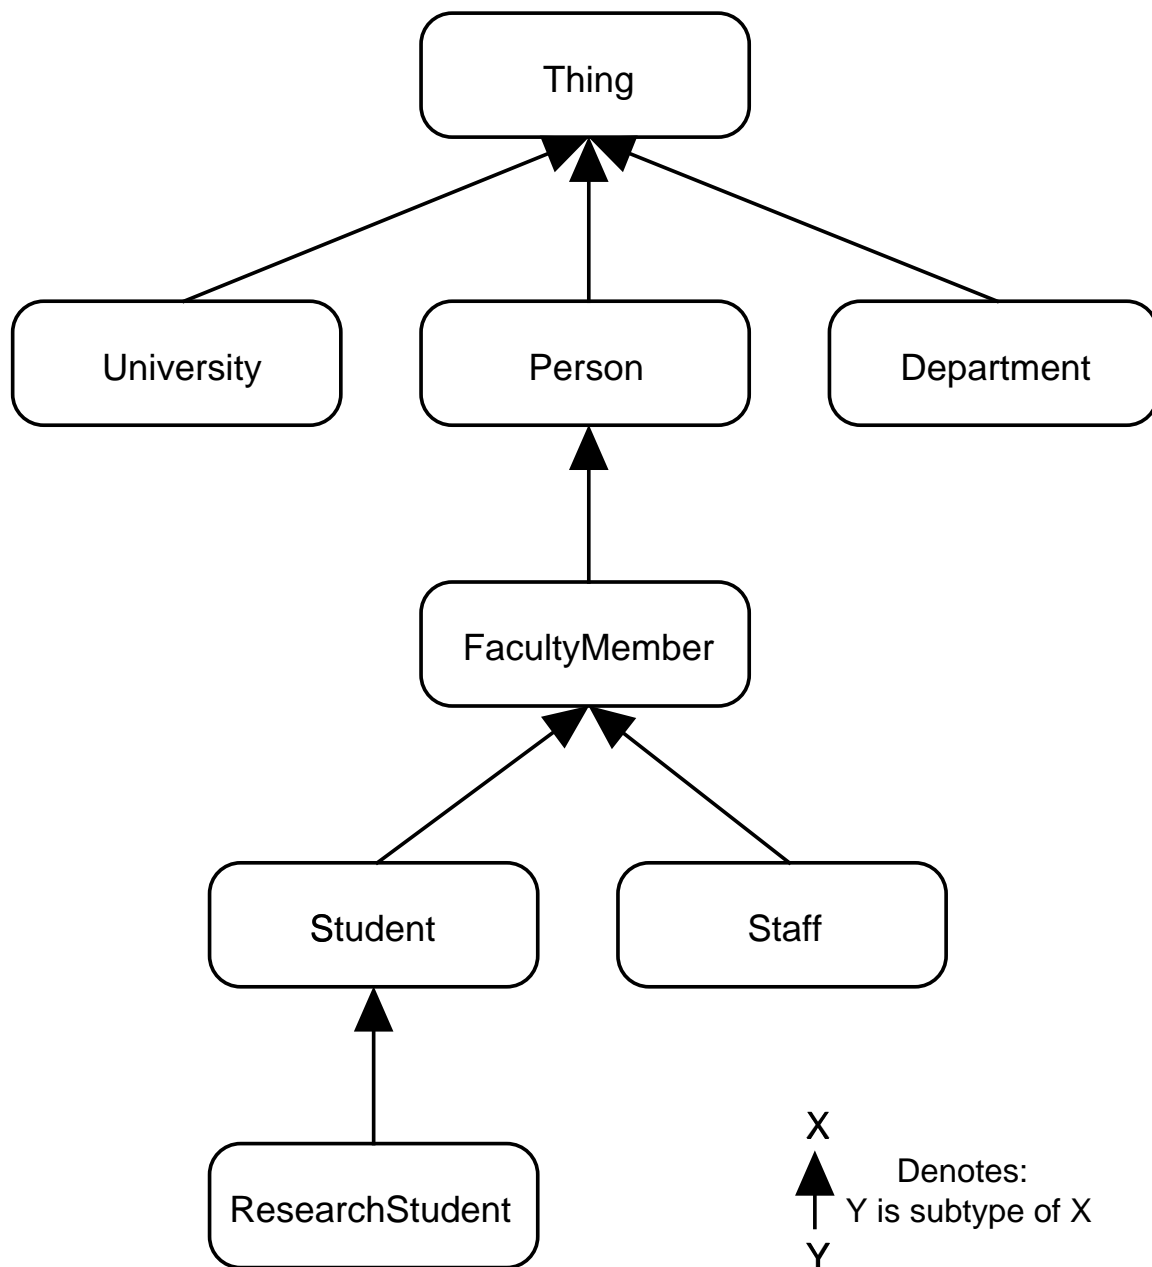 Thing
University
Person
Department
FacultyMember
Student
Staff
ResearchStudent
X
Denotes:
Y is subtype of X
Y